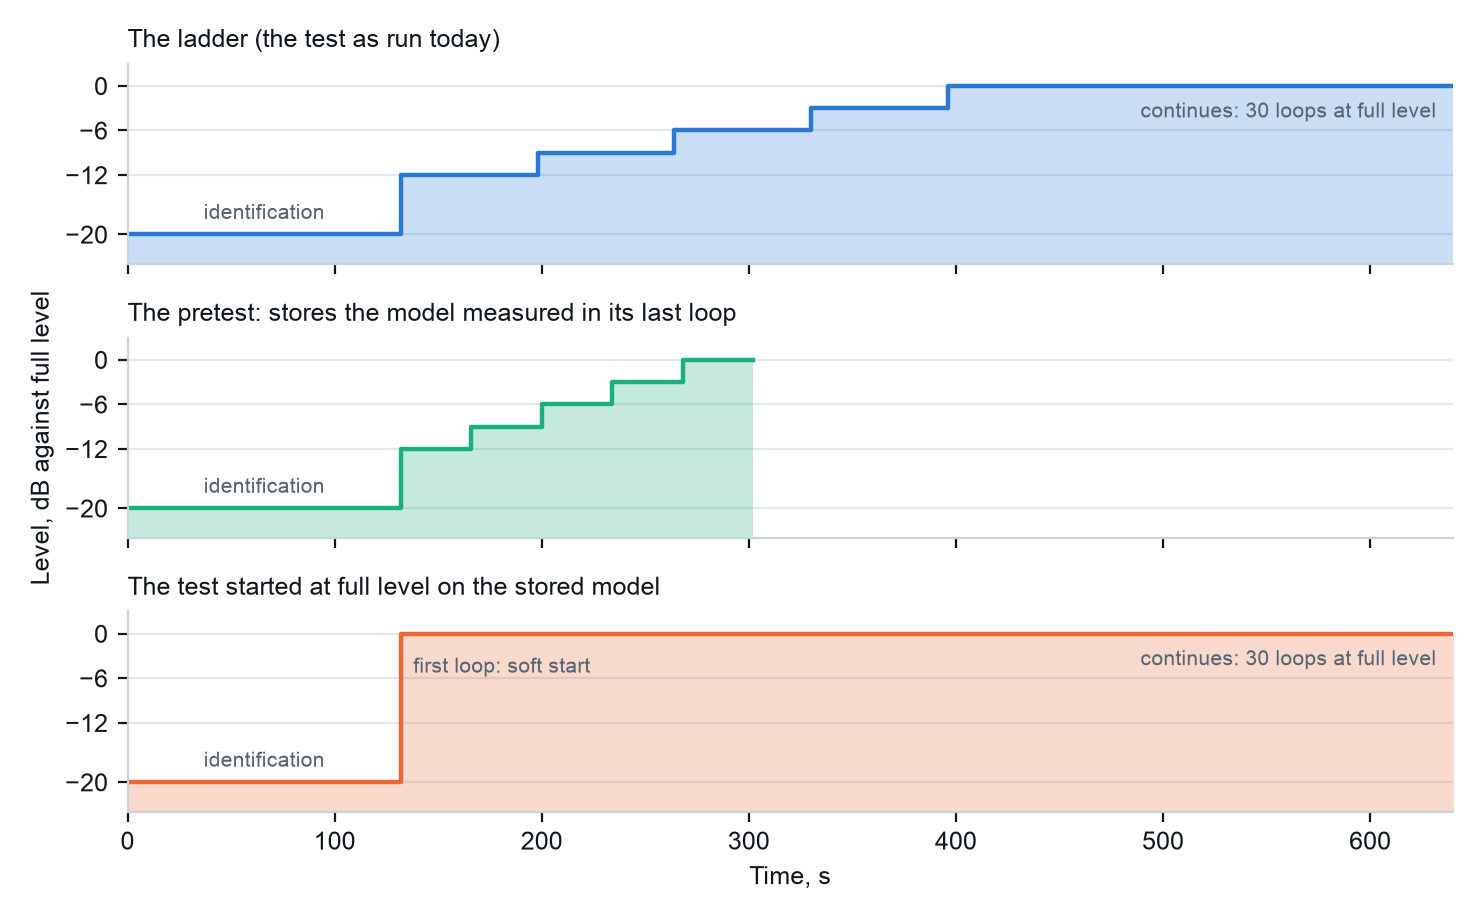 The ladder (the test as run today)
0
−6
−12
−20
identification
continues: 30 loops at full level
The pretest: stores the model measured in its last loop
0
−6
−12
−20
identification
Level, dB against full level
The test started at full level on the stored model
0
−6
−12
−20
identification
first loop: soft start
continues: 30 loops at full level
0 100 200 300 400 500 600
Time, s